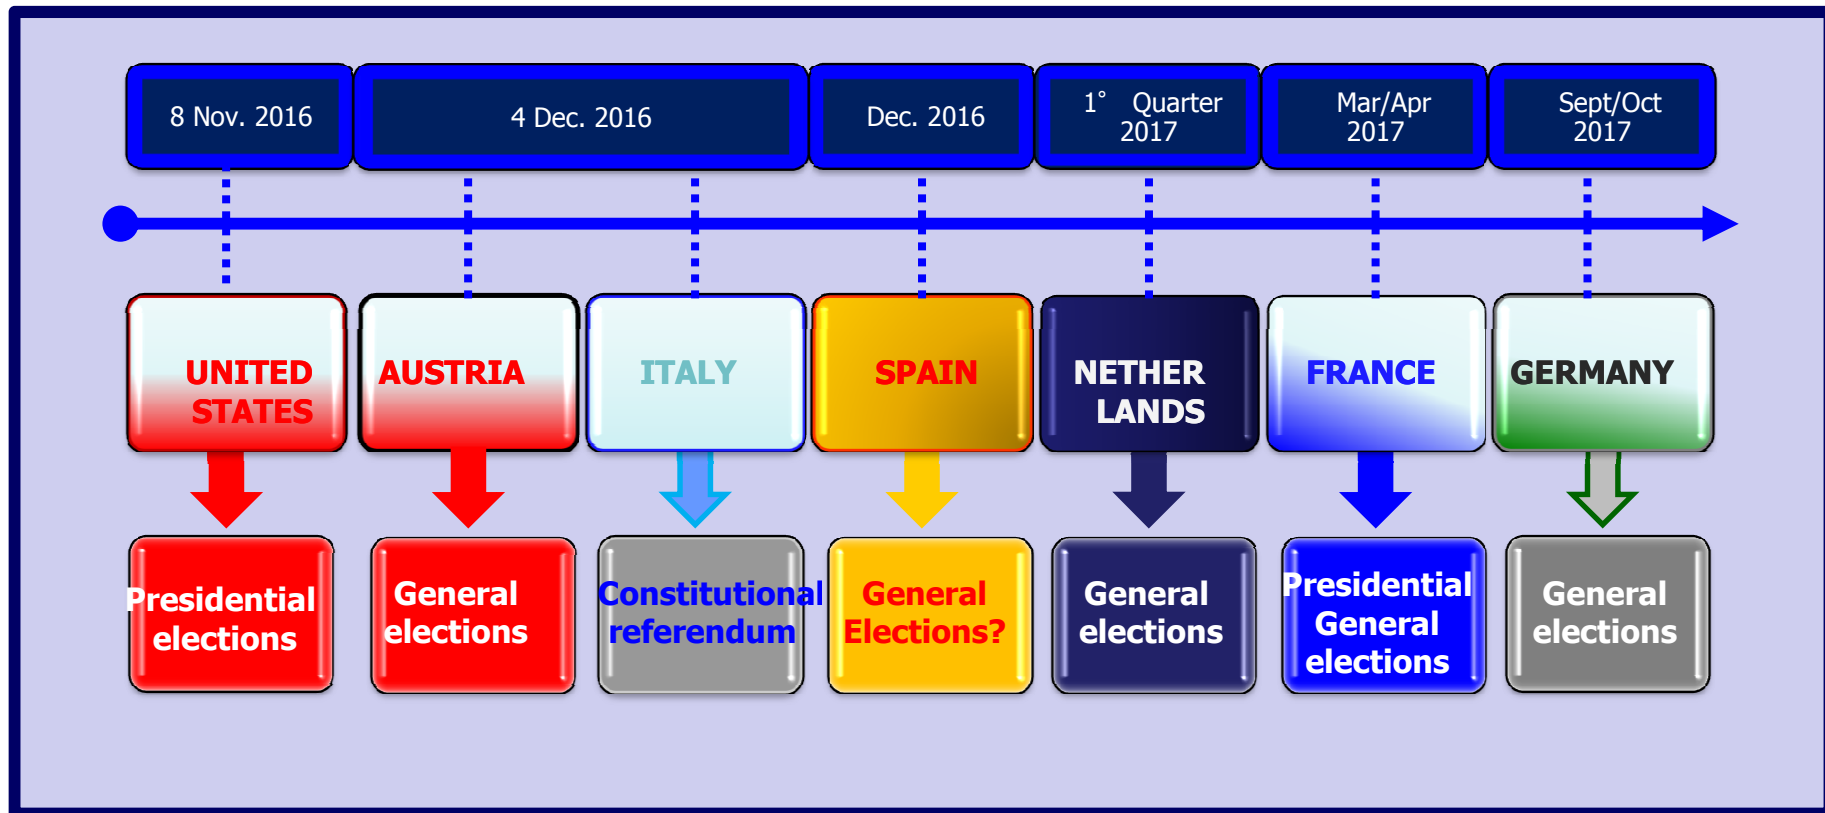 8 Nov. 2016
4 Dec. 2016
Dec. 2016
1° Quarter
2017
Mar/Apr
2017
Sept/Oct
2017
UNITED
STATES
AUSTRIA
ITALY
SPAIN
NETHER
LANDS
FRANCE
GERMANY
Presidential
elections
General
elections
Constitutional
referendum
General
Elections?
General
elections
Presidential
General
elections
General
elections